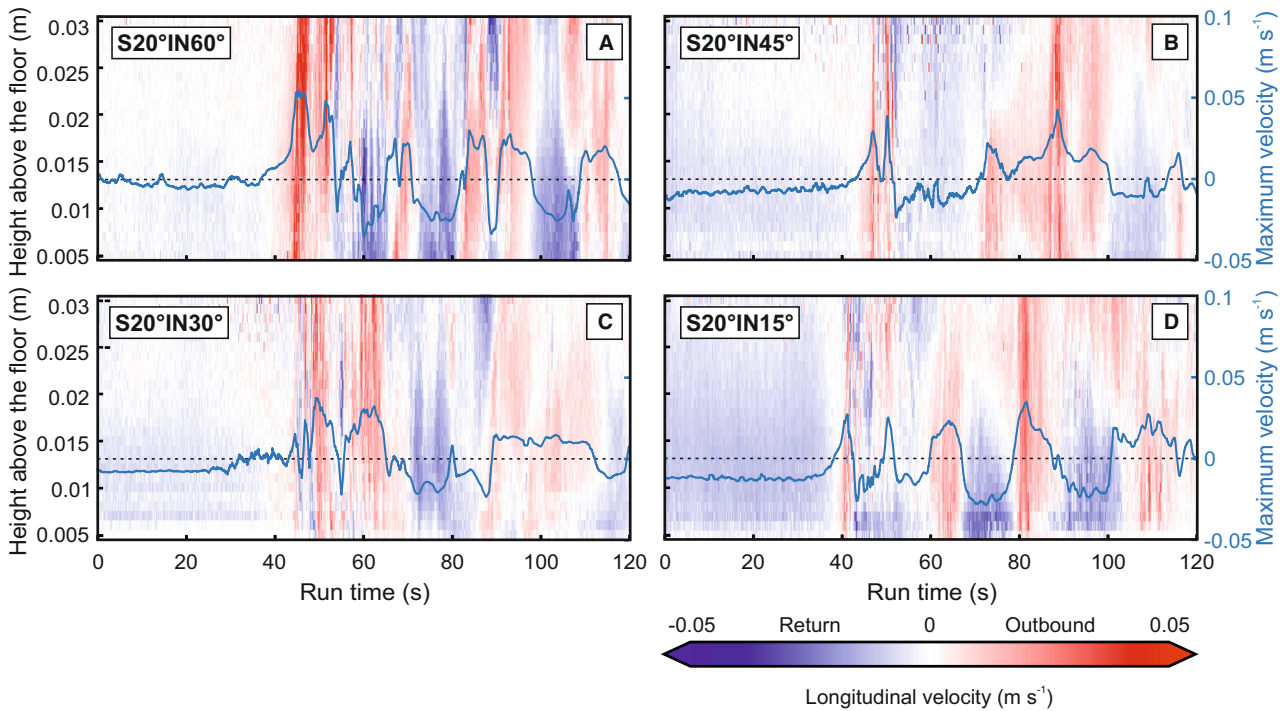 S20°IN60°
A
S20°IN45°
B
Height above the floor (m)
0.03
0.025
0.02
0.015
0.01
0.005
0.1
0.05
0
-0.05
Maximum velocity (m s⁻¹)
S20°IN30°
C
S20°IN15°
D
Height above the floor (m)
0.03
0.025
0.02
0.015
0.01
0.005
0.1
0.05
0
-0.05
Maximum velocity (m s⁻¹)
0 20 40 60 80 100 120
0 20 40 60 80 100 120
Run time (s)
Run time (s)
-0.05 Return 0 Outbound 0.05
Longitudinal velocity (m s⁻¹)